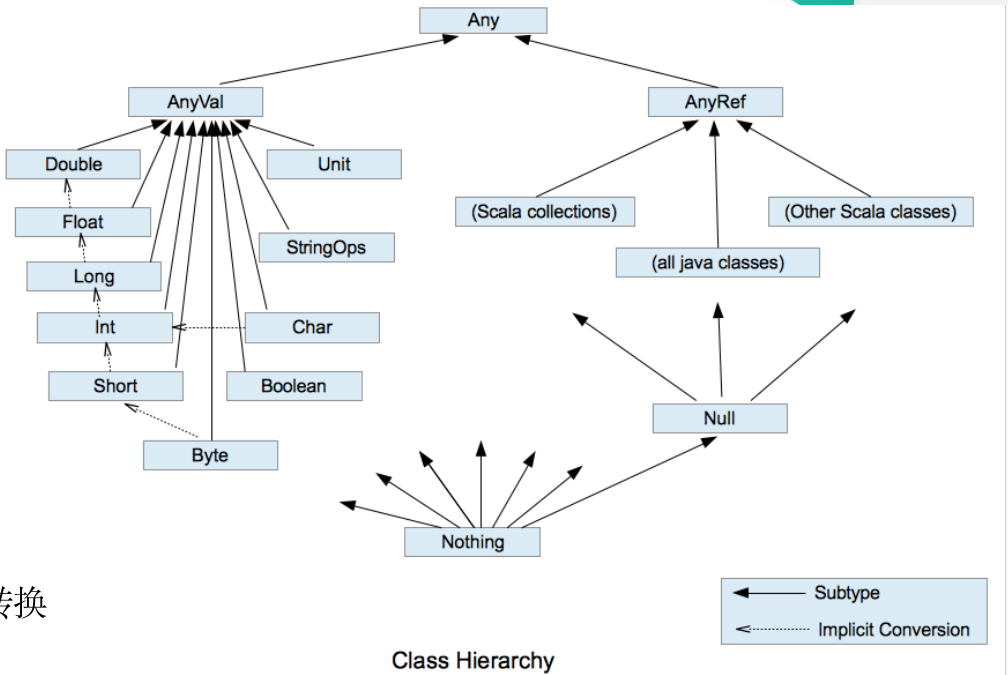 Any
AnyVal
AnyRef
Double
Unit
Float
(Scala collections)
(Other Scala classes)
StringOps
(all java classes)
Long
Int
Char
Short
Boolean
Null
Byte
Nothing
Subtype
转换
Implicit Conversion
Class Hierarchy